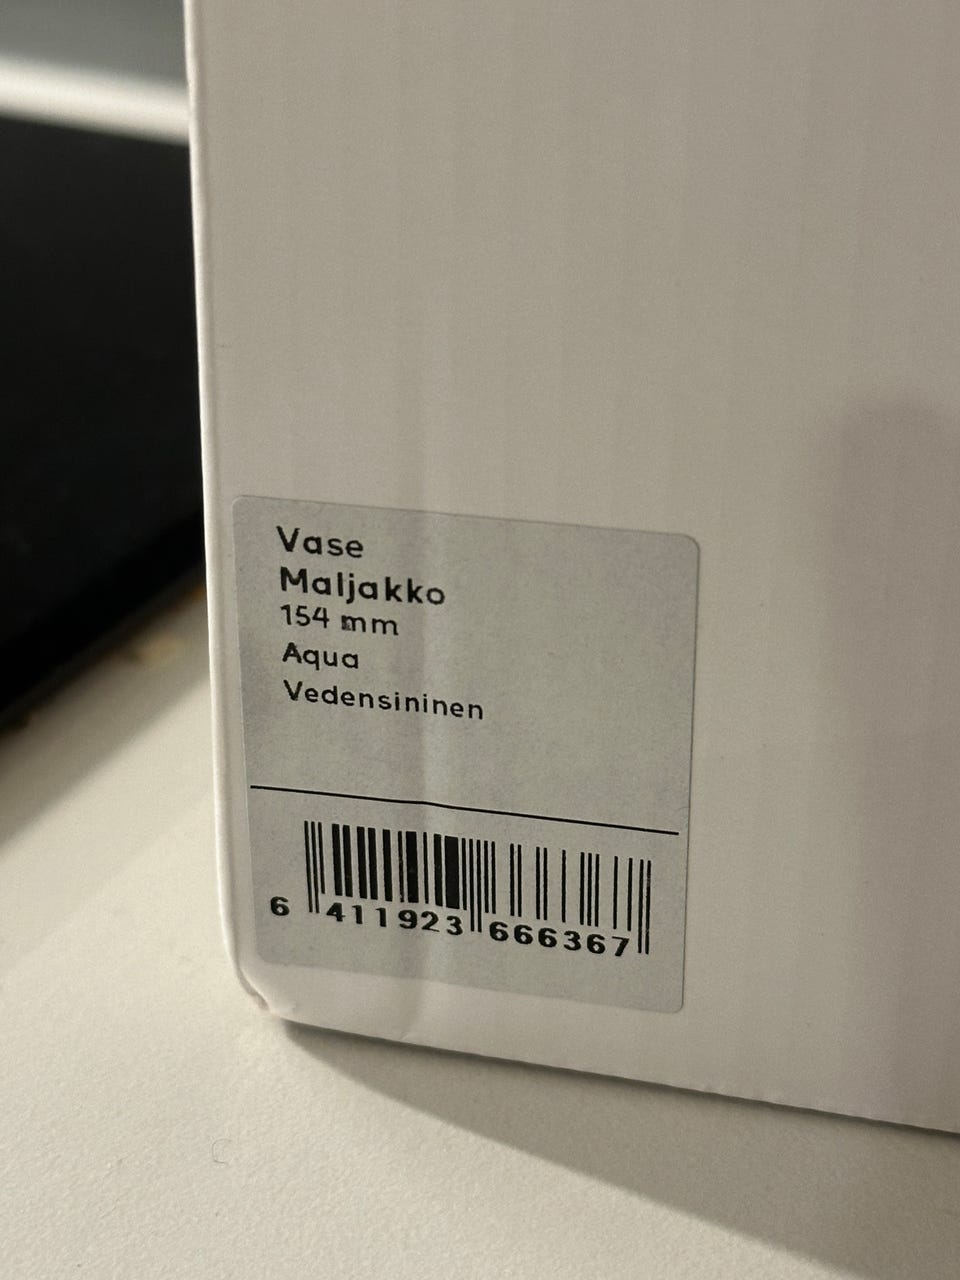 Vase
Maljakko
154 mm
Aqua
Vedensininen
6 411923 666367